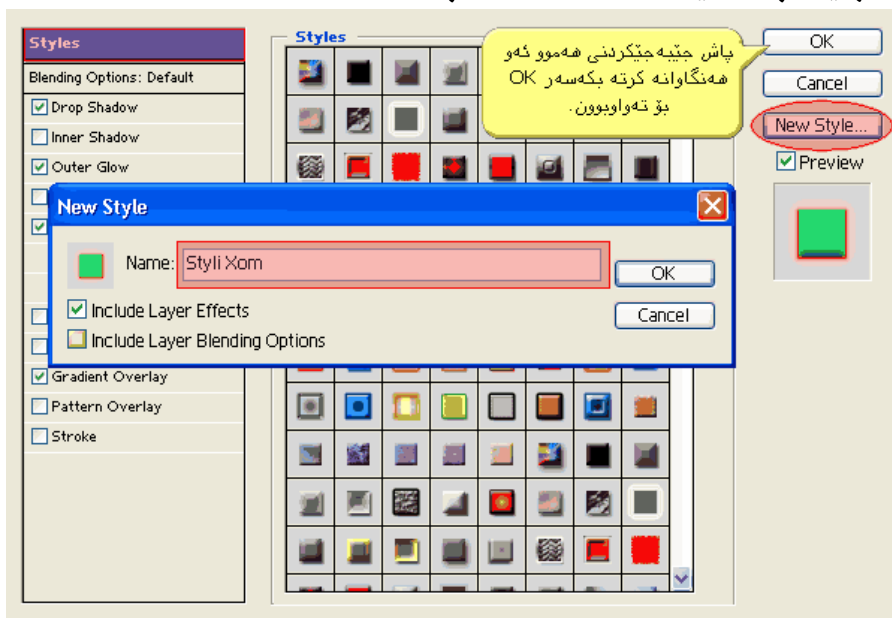 Styles
Blending Options: Default
Drop Shadow
Inner Shadow
Outer Glow
Gradient Overlay
Pattern Overlay
Stroke
Styles
پاش جێبەجێکردنی هەموو ئەو
هەنگاوانە کرتە بکەسەر OK
بۆ تەواوبوون.
OK
Cancel
New Style...
Preview
New Style
Name: Styli Xom
OK
Include Layer Effects
Cancel
Include Layer Blending Options